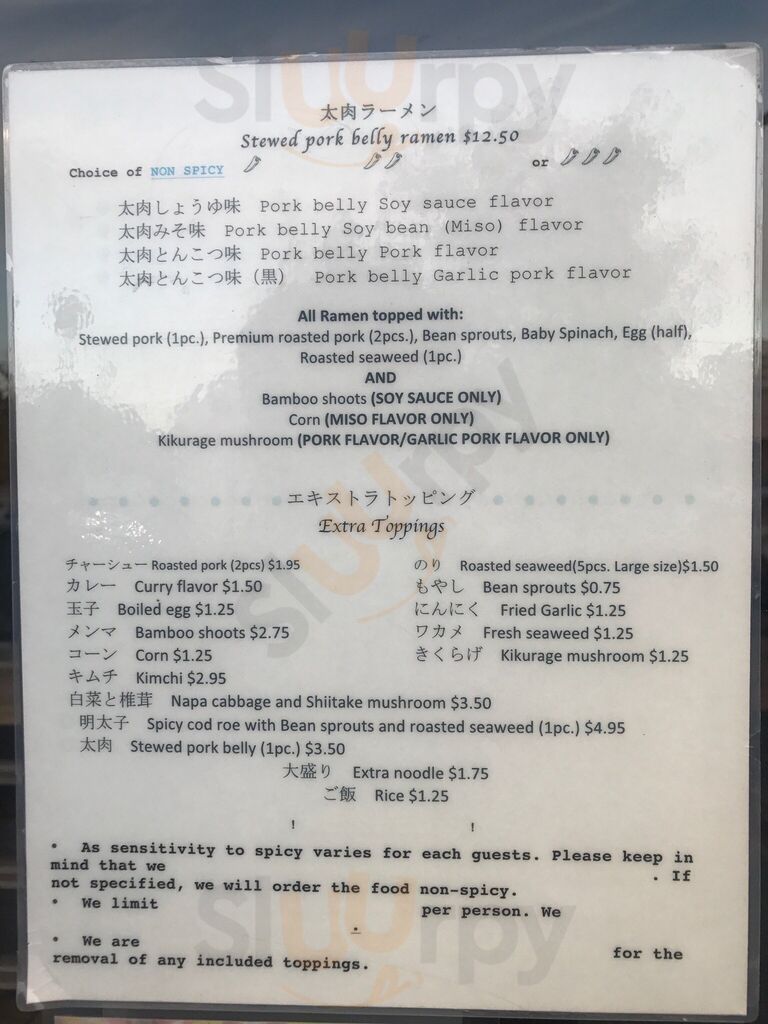 太肉ラーメン
Stewed pork belly ramen $12.50
Choice of NON SPICY or
太肉しょうゆ味 Pork belly Soy sauce flavor
太肉みそ味 Pork belly Soy bean (Miso) flavor
太肉とんこつ味 Pork belly Pork flavor
太肉とんこつ味（黒） Pork belly Garlic pork flavor
All Ramen topped with:
Stewed pork (1pc.), Premium roasted pork (2pcs.), Bean sprouts, Baby Spinach, Egg (half),
Roasted seaweed (1pc.)
AND
Bamboo shoots (SOY SAUCE ONLY)
Corn (MISO FLAVOR ONLY)
Kikurage mushroom (PORK FLAVOR/GARLIC PORK FLAVOR ONLY)
エキストラトッピング
Extra Toppings
チャーシュー Roasted pork (2pcs) $1.95 のり Roasted seaweed(5pcs. Large size)$1.50
カレー Curry flavor $1.50 もやし Bean sprouts $0.75
玉子 Boiled egg $1.25 にんにく Fried Garlic $1.25
メンマ Bamboo shoots $2.75 ワカメ Fresh seaweed $1.25
コーン Corn $1.25 きくらげ Kikurage mushroom $1.25
キムチ Kimchi $2.95
白菜と椎茸 Napa cabbage and Shiitake mushroom $3.50
明太子 Spicy cod roe with Bean sprouts and roasted seaweed (1pc.) $4.95
太肉 Stewed pork belly (1pc.) $3.50
大盛り Extra noodle $1.75
ご飯 Rice $1.25
! !
• As sensitivity to spicy varies for each guests. Please keep in
mind that we . If
not specified, we will order the food non-spicy.
• We limit per person. We
.
• We are for the
removal of any included toppings.
slUUrpy
slUUrpy
slUUrpy